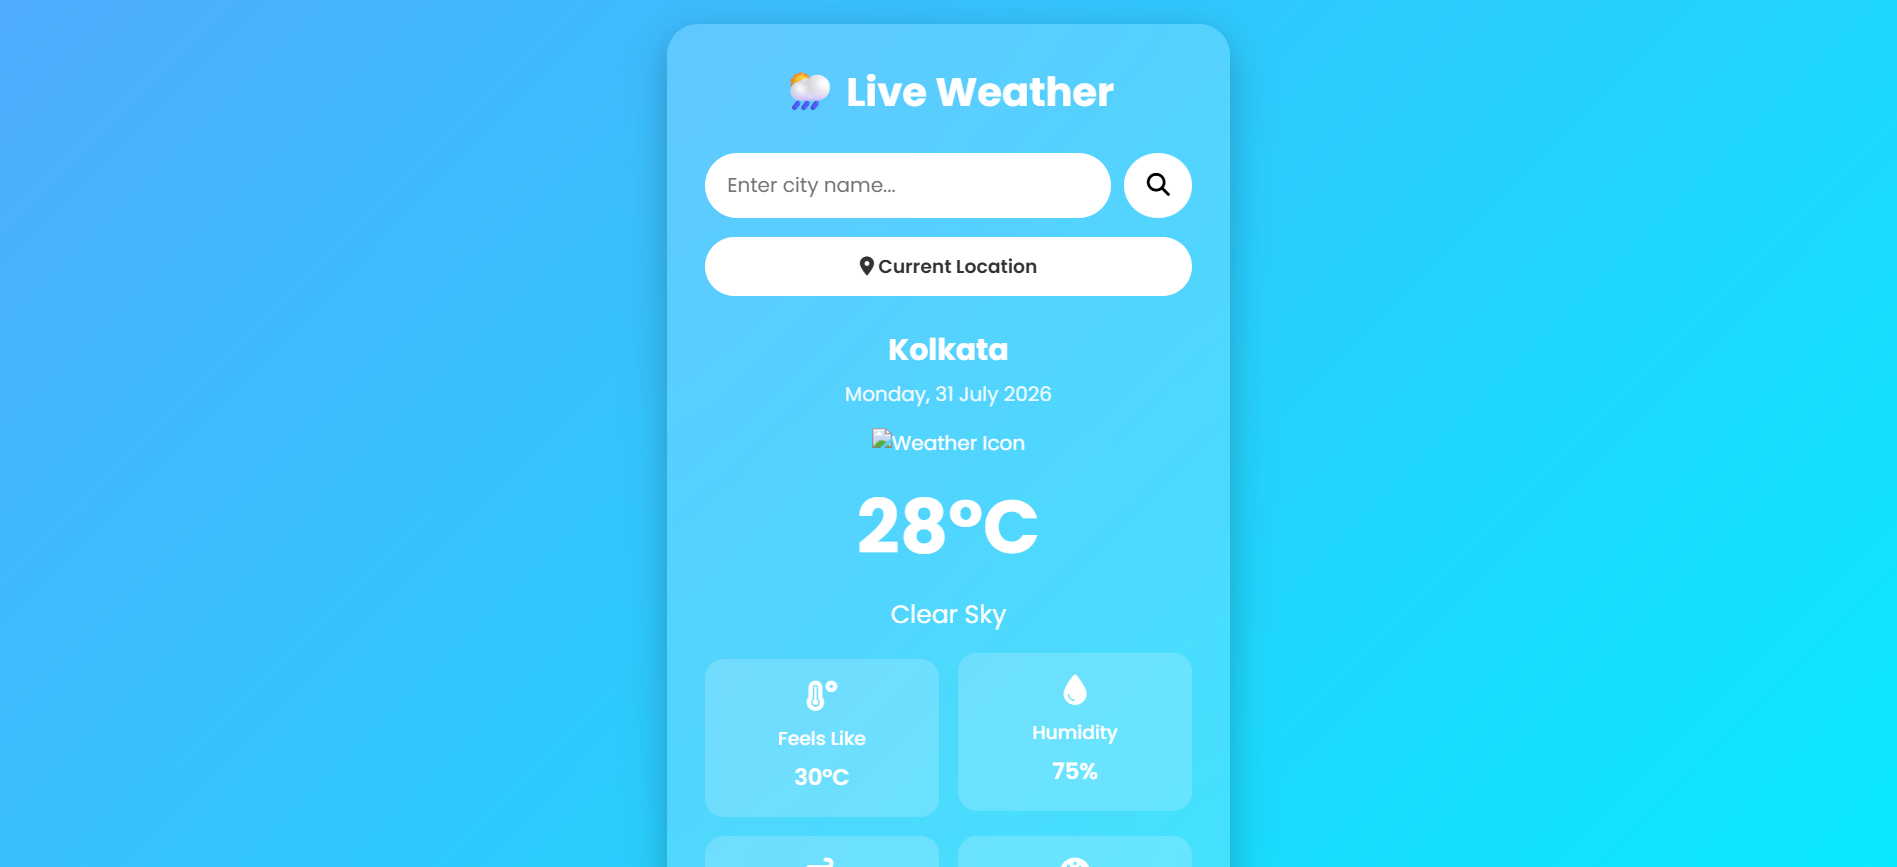 Live Weather
Enter city name...
Current Location
Kolkata
Monday, 31 July 2026
Weather Icon
28°C
Clear Sky
Feels Like
30°C
Humidity
75%